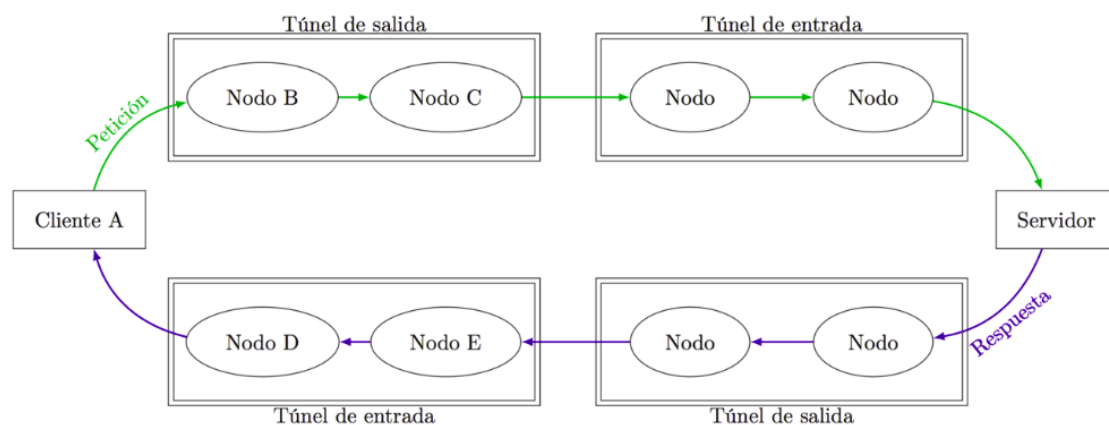 Túnel de salida
Túnel de entrada
Nodo B
Nodo C
Nodo
Nodo
Petición
Cliente A
Servidor
Nodo D
Nodo E
Nodo
Nodo
Respuesta
Túnel de entrada
Túnel de salida